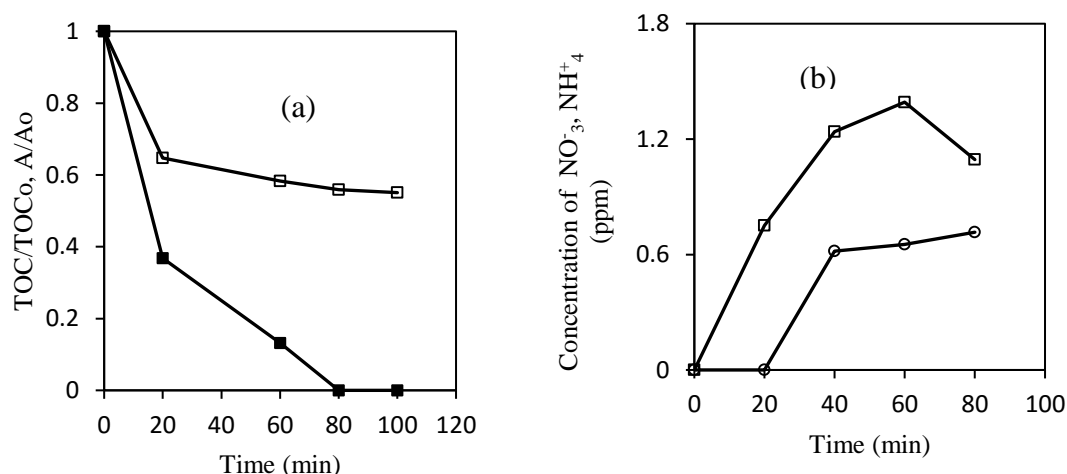 TOC/TOCo, A/Ao
1
0.8
0.6
0.4
0.2
0
(a)
0 20 40 60 80 100 120
Time (min)
Concentration of NO⁻₃, NH⁺₄
(ppm)
1.8
1.2
0.6
0
(b)
0 20 40 60 80 100
Time (min)